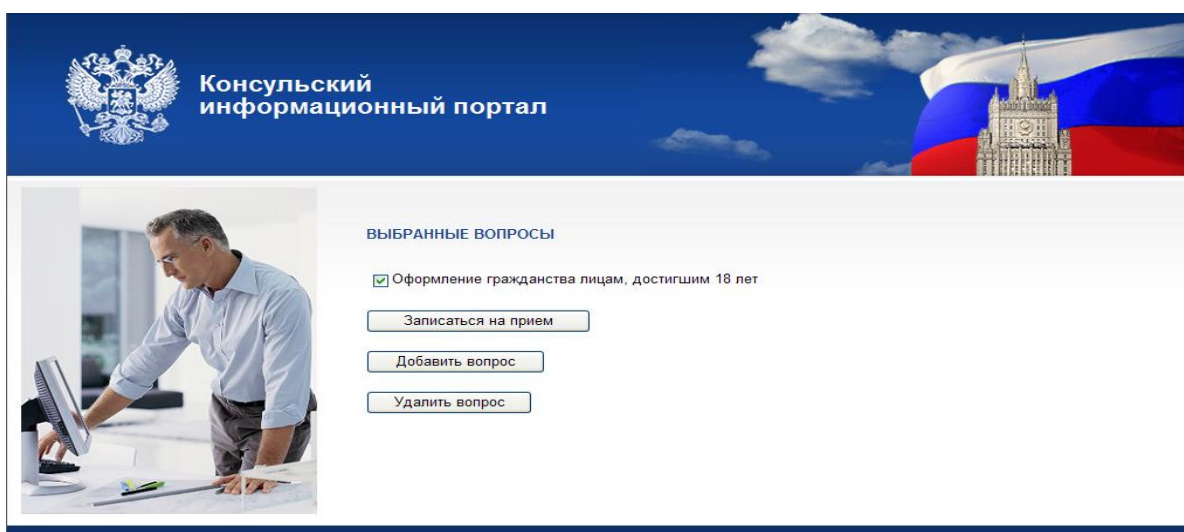 Консульский
информационный портал
ВЫБРАННЫЕ ВОПРОСЫ
Оформление гражданства лицам, достигшим 18 лет
Записаться на прием
Добавить вопрос
Удалить вопрос